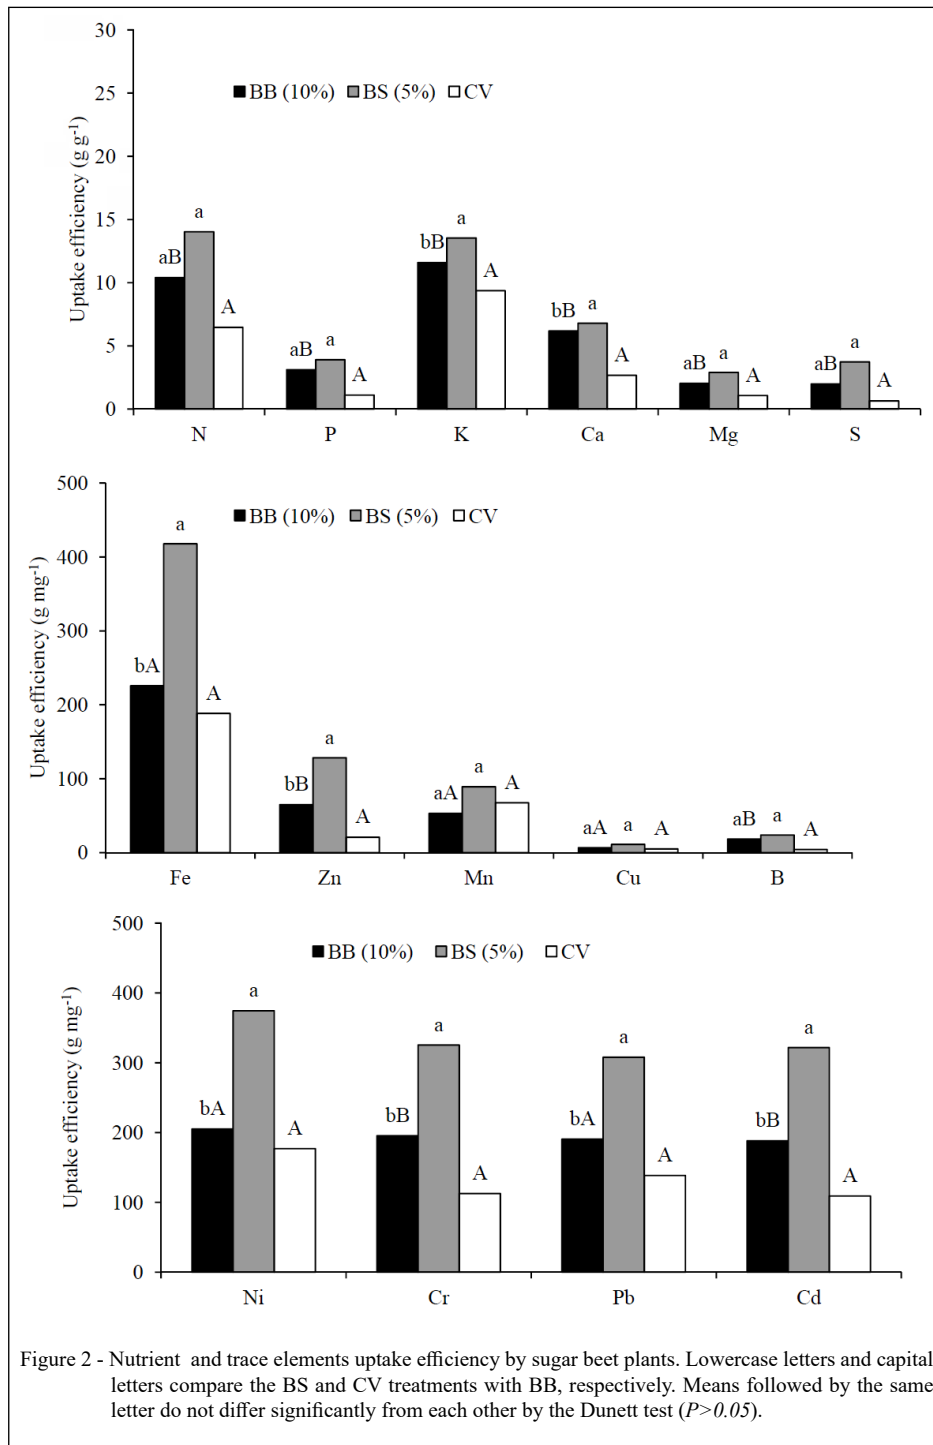 30
BB (10%) BS (5%) CV
25
20
15
10
5
0
Uptake efficiency (g g-1)
aB a A
aB a A
bB a A
bB a A
aB a A
aB a A
N P K Ca Mg S
500
BB (10%) BS (5%) CV
400
300
200
100
0
Uptake efficiency (g mg-1)
bA a A
bB a A
aA a A
aA a A
aB a A
Fe Zn Mn Cu B
500
BB (10%) BS (5%) CV
400
300
200
100
0
Uptake efficiency (g mg-1)
bA a A
bB a A
bA a A
bB a A
Ni Cr Pb Cd
Figure 2 - Nutrient and trace elements uptake efficiency by sugar beet plants. Lowercase letters and capital
letters compare the BS and CV treatments with BB, respectively. Means followed by the same
letter do not differ significantly from each other by the Dunett test (P>0.05).